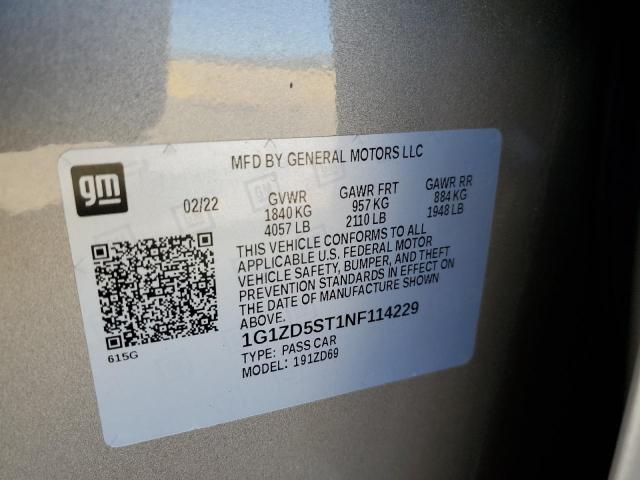 MFD BY GENERAL MOTORS LLC
gm
02/22
GVWR
1840 KG
4057 LB
GAWR FRT
957 KG
2110 LB
GAWR RR
884 KG
1948 LB
THIS VEHICLE CONFORMS TO ALL
APPLICABLE U.S. FEDERAL MOTOR
VEHICLE SAFETY, BUMPER, AND THEFT
PREVENTION STANDARDS IN EFFECT ON
THE DATE OF MANUFACTURE SHOWN
ABOVE.
1G1ZD5ST1NF114229
TYPE: PASS CAR
MODEL: 191ZD69
615G